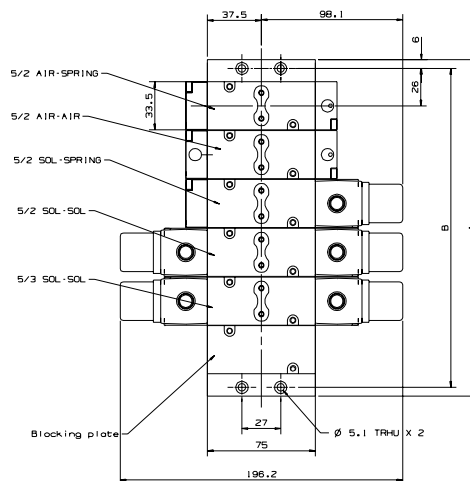 37.5
98.1
6
26
5/2 AIR-SPRING
33.5
5/2 AIR-AIR
5/2 SOL-SPRING
5/2 SOL-SOL
B
5/3 SOL-SOL
Blocking plate
27
Ø 5.1 TRHU X 2
75
196.2